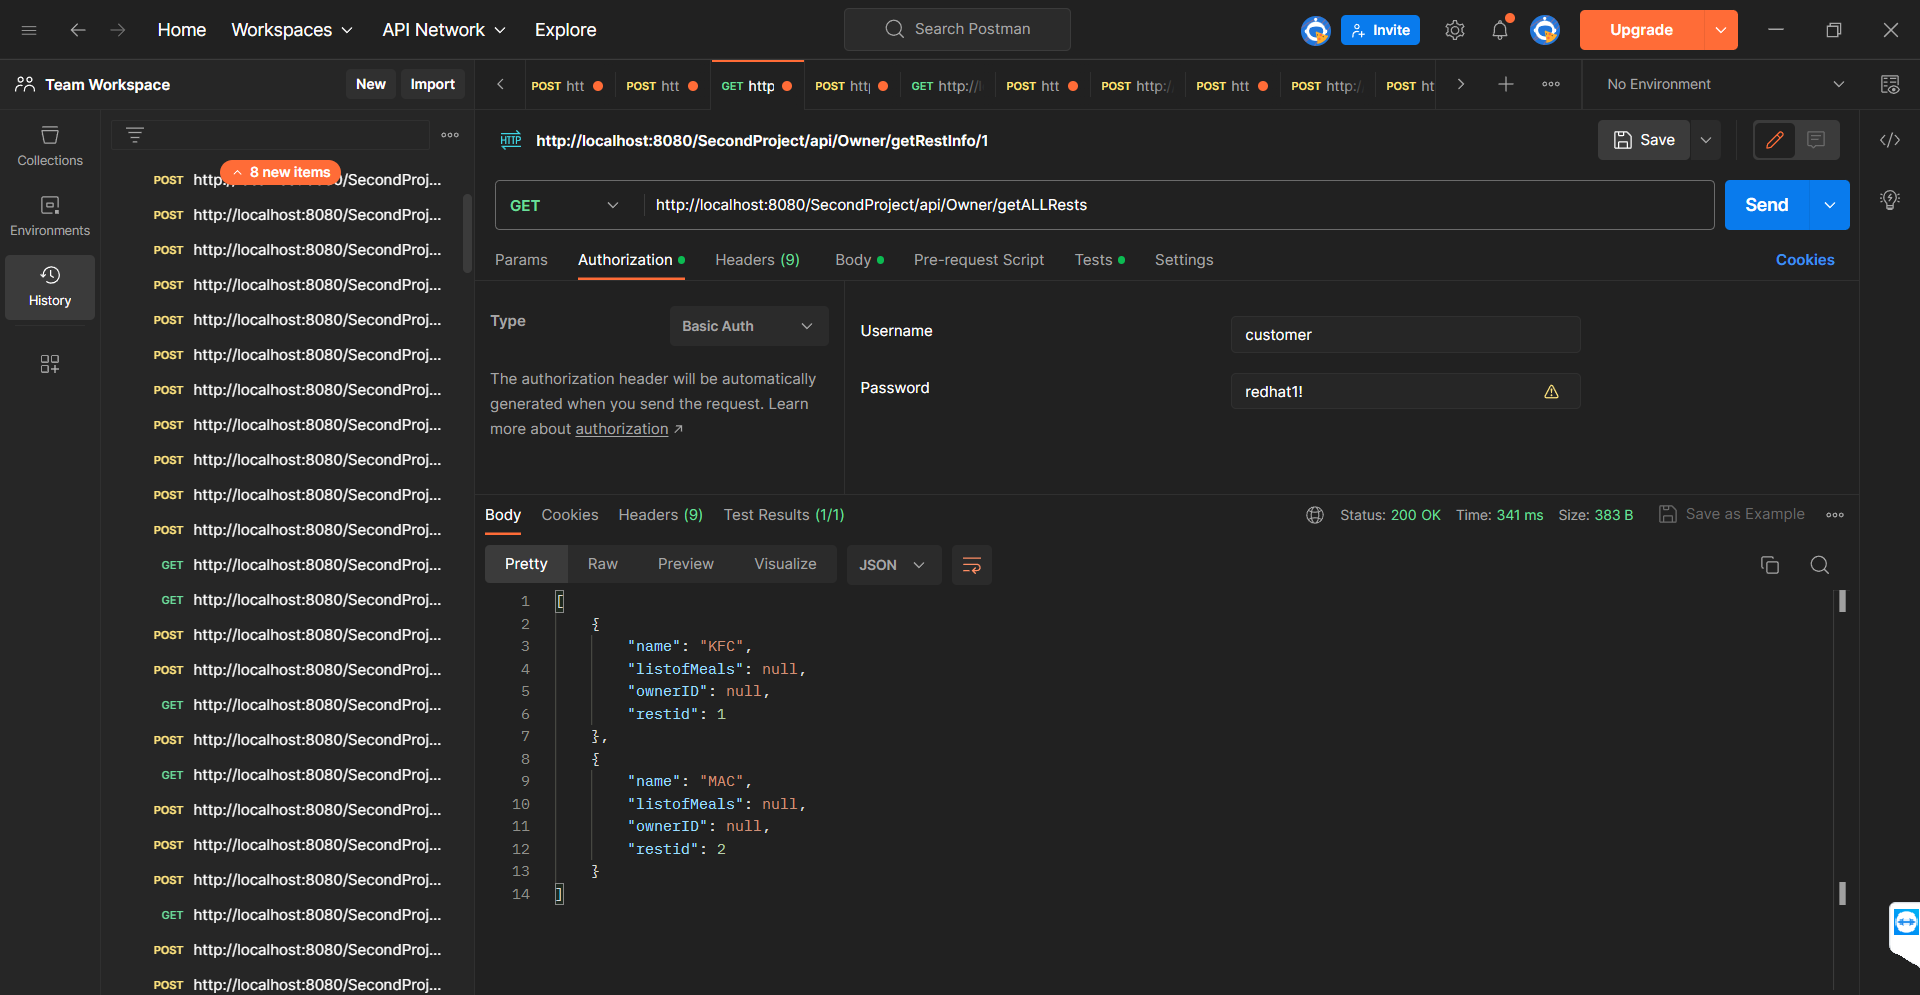 Home Workspaces API Network Explore Search Postman Invite Upgrade
Team Workspace New Import
POST htt POST htt GET http POST htt GET http:// POST htt POST http:/ POST htt POST http:/ POST ht No Environment
HTTP http://localhost:8080/SecondProject/api/Owner/getRestInfo/1 Save
GET http://localhost:8080/SecondProject/api/Owner/getALLRests Send
Params Authorization Headers (9) Body Pre-request Script Tests Settings Cookies
Collections
Environments
History
8 new items
POST http://localhost:8080/SecondProj...
POST http://localhost:8080/SecondProj...
POST http://localhost:8080/SecondProj...
POST http://localhost:8080/SecondProj...
POST http://localhost:8080/SecondProj...
POST http://localhost:8080/SecondProj...
POST http://localhost:8080/SecondProj...
POST http://localhost:8080/SecondProj...
POST http://localhost:8080/SecondProj...
POST http://localhost:8080/SecondProj...
POST http://localhost:8080/SecondProj...
GET http://localhost:8080/SecondProj...
GET http://localhost:8080/SecondProj...
POST http://localhost:8080/SecondProj...
POST http://localhost:8080/SecondProj...
GET http://localhost:8080/SecondProj...
POST http://localhost:8080/SecondProj...
GET http://localhost:8080/SecondProj...
POST http://localhost:8080/SecondProj...
POST http://localhost:8080/SecondProj...
POST http://localhost:8080/SecondProj...
GET http://localhost:8080/SecondProj...
POST http://localhost:8080/SecondProj...
POST http://localhost:8080/SecondProj...
Type Basic Auth
The authorization header will be automatically
generated when you send the request. Learn
more about authorization ↗
Username customer
Password redhat1!
Body Cookies Headers (9) Test Results (1/1) Status: 200 OK Time: 341 ms Size: 383 B Save as Example
Pretty Raw Preview Visualize JSON
1 [
2 {
3 "name": "KFC",
4 "listofMeals": null,
5 "ownerID": null,
6 "restid": 1
7 },
8 {
9 "name": "MAC",
10 "listofMeals": null,
11 "ownerID": null,
12 "restid": 2
13 }
14 ]